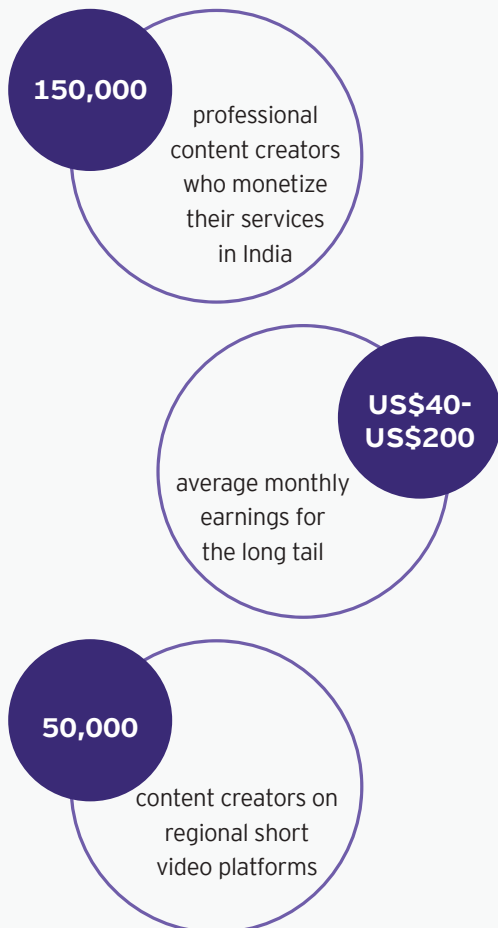 150,000
professional
content creators
who monetize
their services
in India
US$40-
US$200
average monthly
earnings for
the long tail
50,000
content creators on
regional short
video platforms